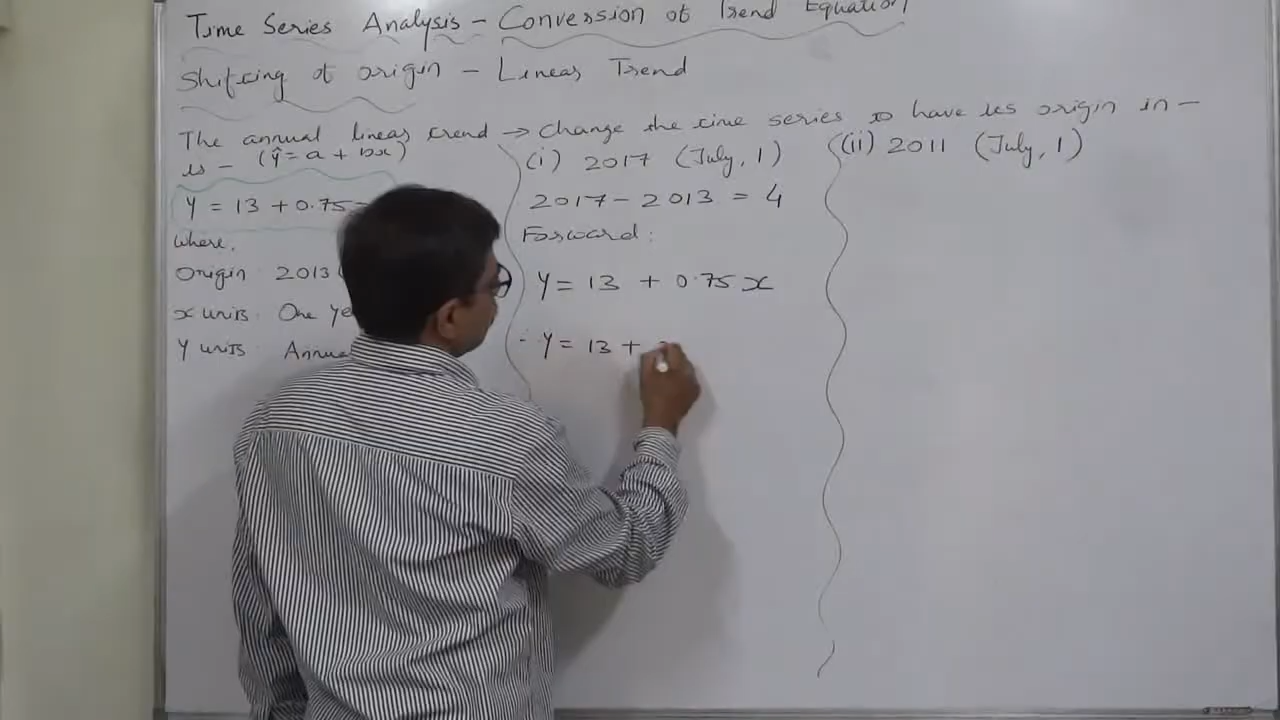 Time Series Analysis - Conversion of Trend Equation
Shifting of origin - Linear Trend
The annual linear trend → Change the time series to have its origin in -
is - (ŷ = a + bx)
Y = 13 + 0.75
where,
Origin 2013
x units: One Ye
Y units: Annua
(i) 2017 (July, 1)
2017 - 2013 = 4
Forward:
Y = 13 + 0.75 x
∴ Y = 13 +
(ii) 2011 (July, 1)